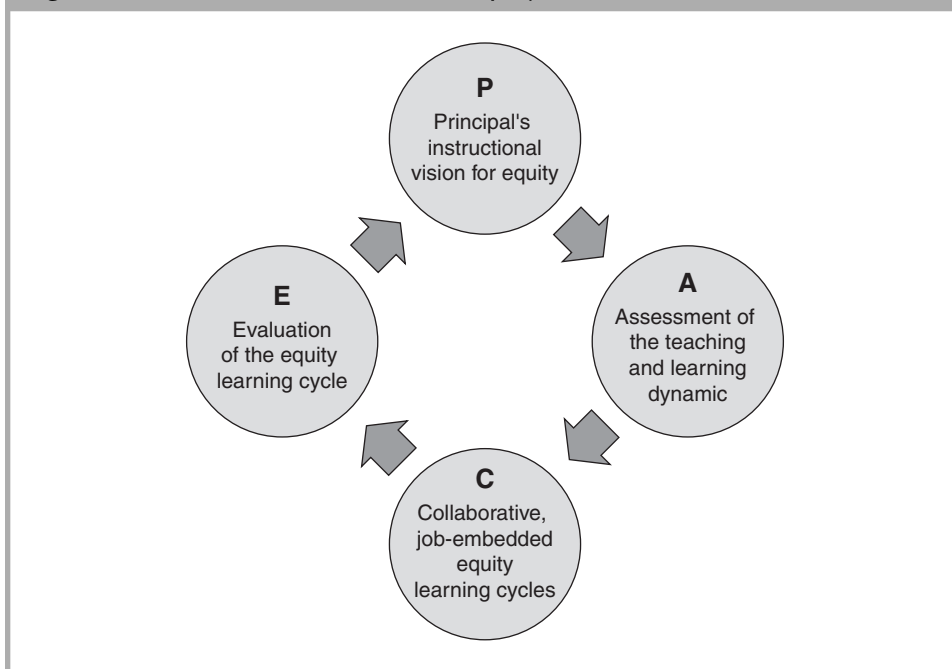 P
Principal's
instructional
vision for equity
A
Assessment of
the teaching
and learning
dynamic
C
Collaborative,
job-embedded
equity
learning cycles
E
Evaluation
of the equity
learning cycle